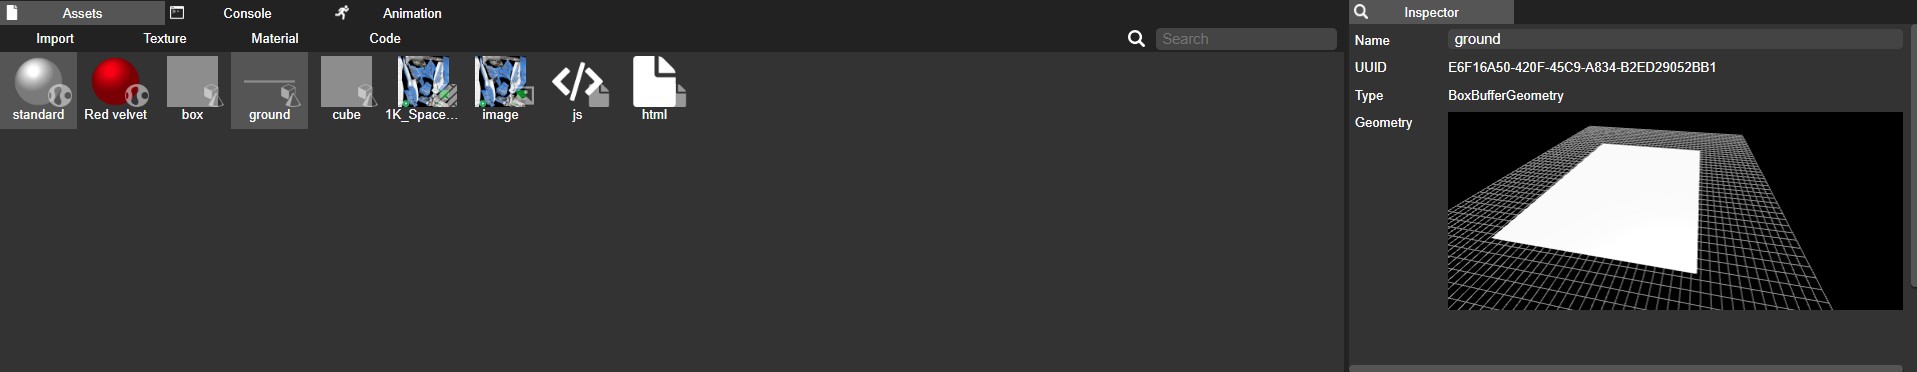 Assets Console Animation
Import Texture Material Code Search
standard Red velvet box ground cube 1K_Space... image js html
Inspector
Name ground
UUID E6F16A50-420F-45C9-A834-B2ED29052BB1
Type BoxBufferGeometry
Geometry